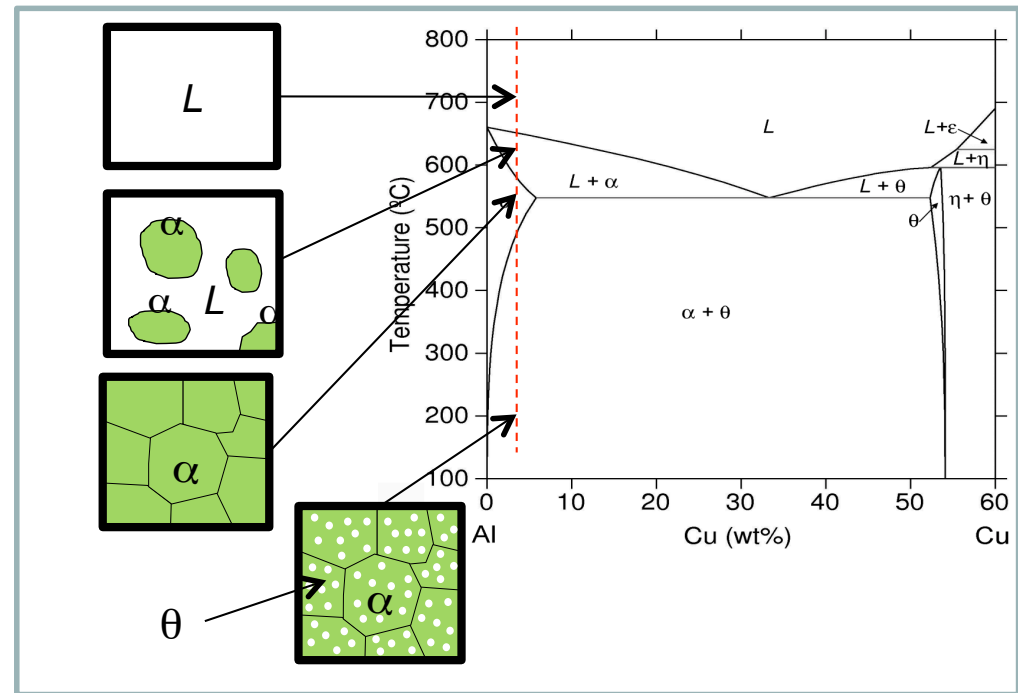 L
α
α
L
α
α
θ
α
800
700
600
500
400
300
200
100
Temperature (ºC)
L
L + α
L + θ
L+ε
L+η
θ
η + θ
α
α + θ
0
10
20
30
40
50
60
Al
Cu (wt%)
Cu